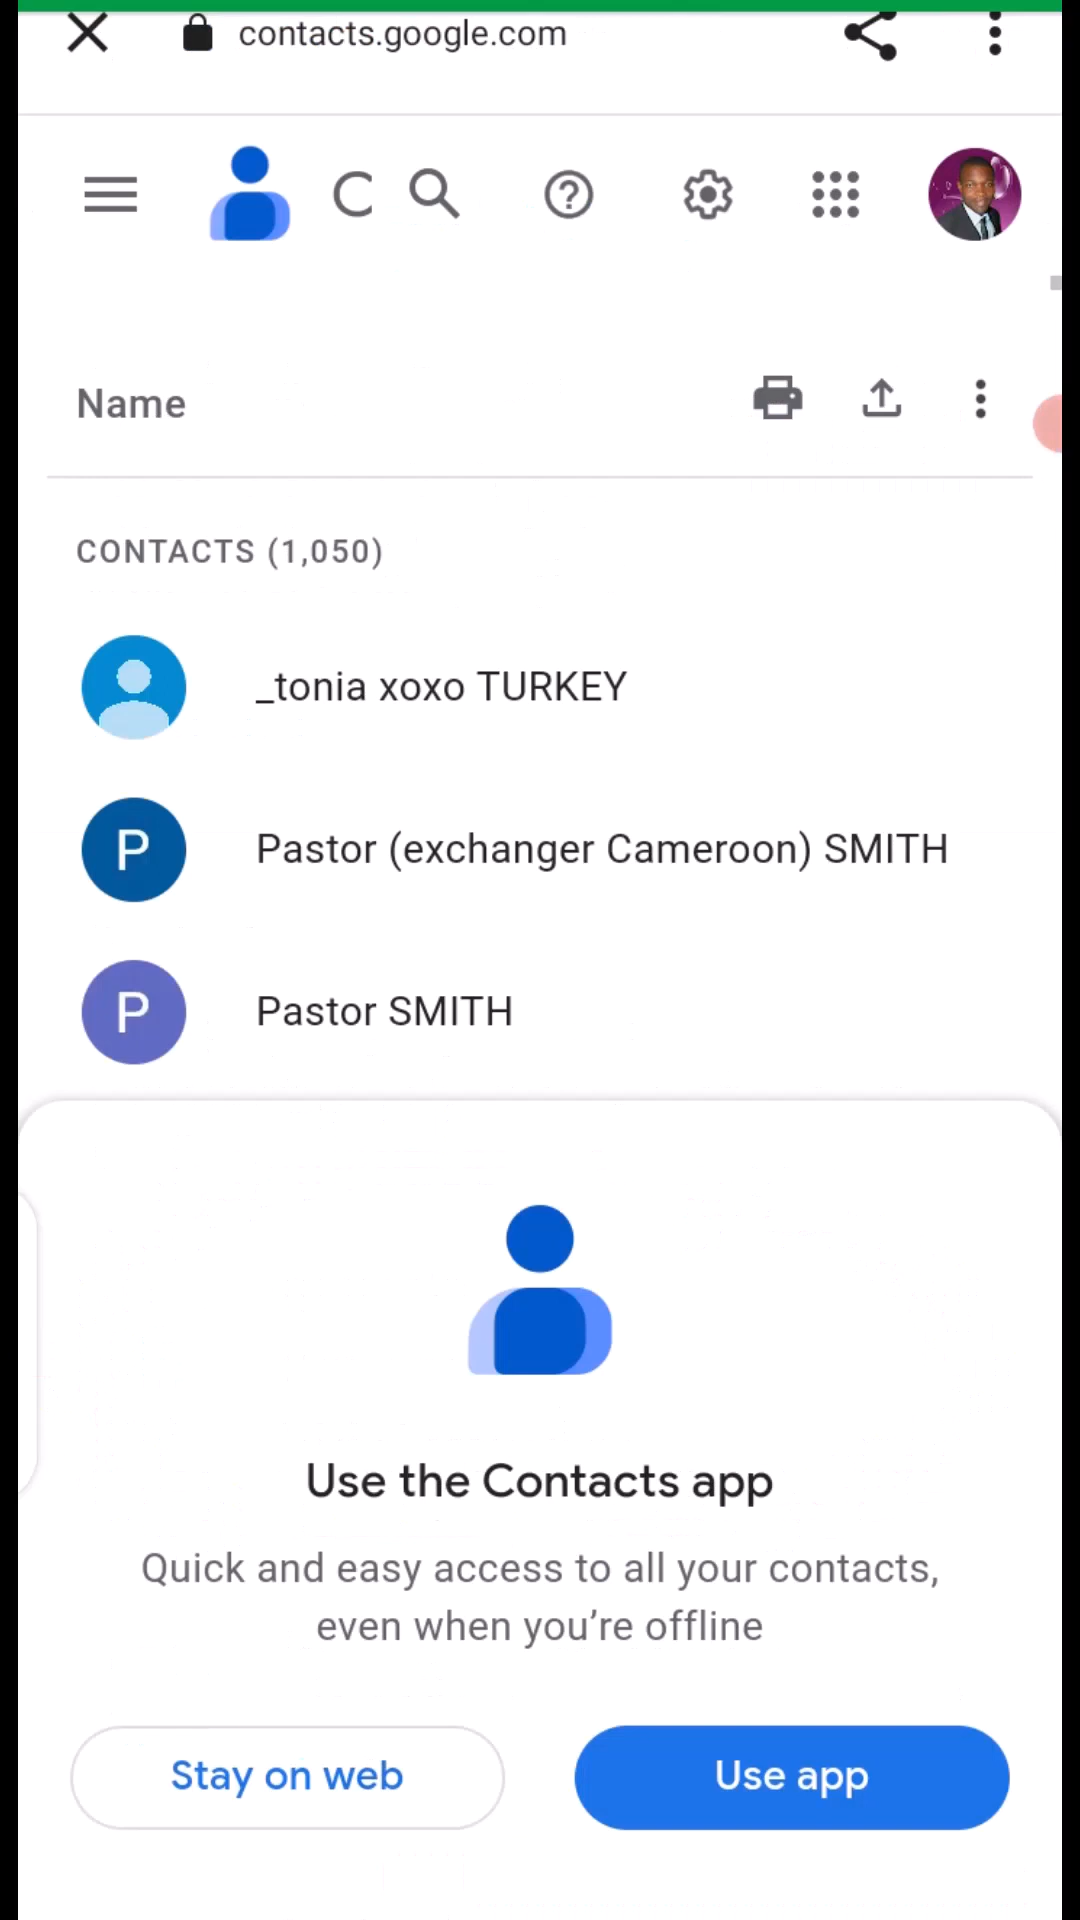 contacts.google.com
C
Name
CONTACTS (1,050)
_tonia xoxo TURKEY
P
Pastor (exchanger Cameroon) SMITH
P
Pastor SMITH
Use the Contacts app
Quick and easy access to all your contacts,
even when you’re offline
Stay on web
Use app